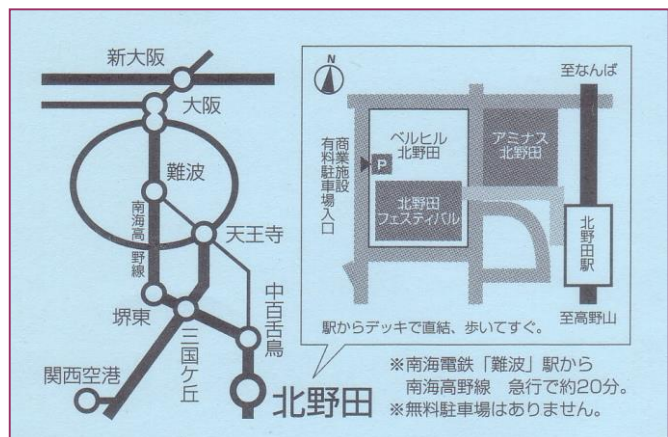 新大阪
大阪
難波
南海高野線
天王寺
堺東
中百舌鳥
三国ケ丘
関西空港
北野田
N
至なんば
商業施設
有料駐車場入口
P
ベルヒル
北野田
アミナス
北野田
北野田
フェスティバル
北野田駅
至高野山
駅からデッキで直結、歩いてすぐ。
※南海電鉄「難波」駅から
南海高野線 急行で約20分。
※無料駐車場はありません。